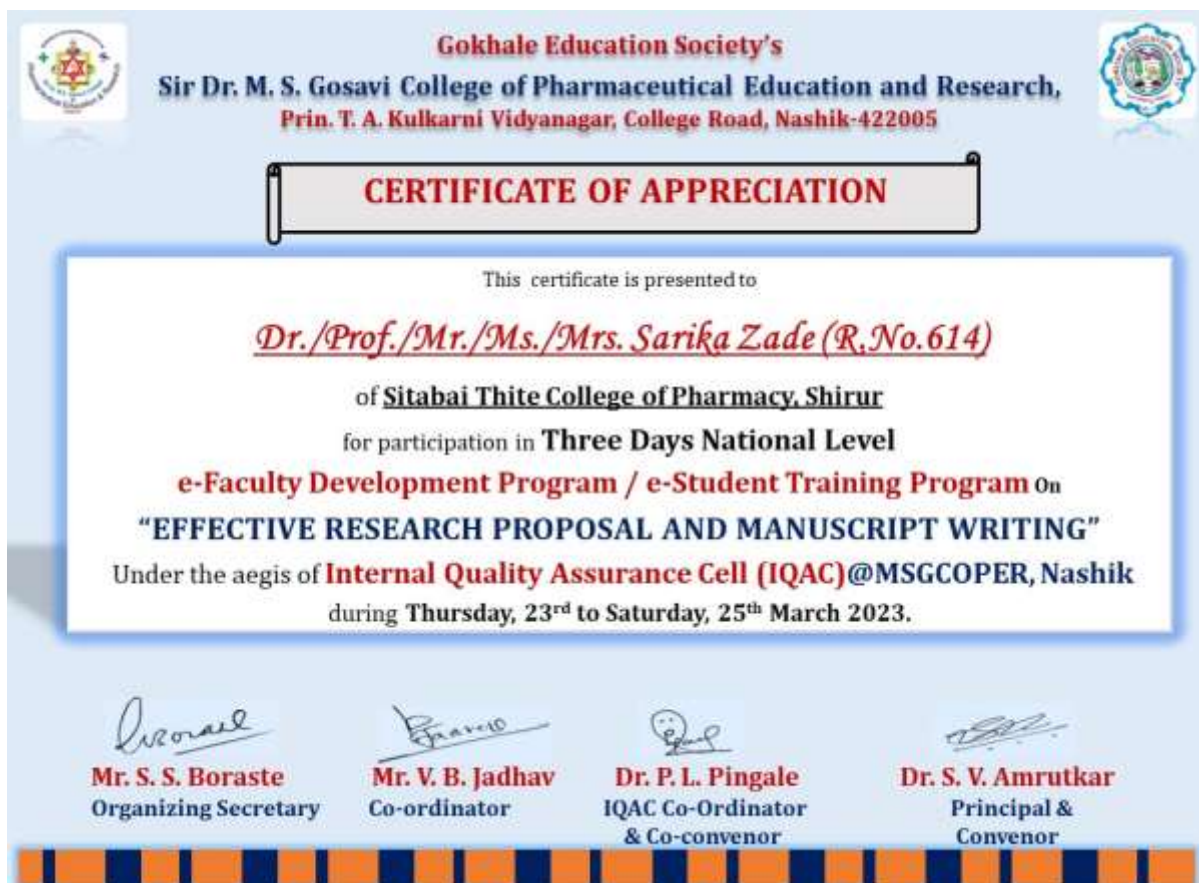 Gokhale Education Society's
Sir Dr. M. S. Gosavi College of Pharmaceutical Education and Research,
Prin. T. A. Kulkarni Vidyanagar, College Road, Nashik-422005
CERTIFICATE OF APPRECIATION
This certificate is presented to
Dr./Prof./Mr./Ms./Mrs. Sarika Zade (R.No.614)
of Sitabai Thite College of Pharmacy, Shirur
for participation in Three Days National Level
e-Faculty Development Program / e-Student Training Program On
“EFFECTIVE RESEARCH PROPOSAL AND MANUSCRIPT WRITING”
Under the aegis of Internal Quality Assurance Cell (IQAC)@MSGCOPER, Nashik
during Thursday, 23rd to Saturday, 25th March 2023.
Mr. S. S. Boraste Mr. V. B. Jadhav Dr. P. L. Pingale Dr. S. V. Amrutkar
Organizing Secretary Co-ordinator IQAC Co-Ordinator Principal &
& Co-convenor Convenor